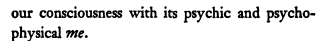 our consciousness with its psychic and psycho-
physical me.